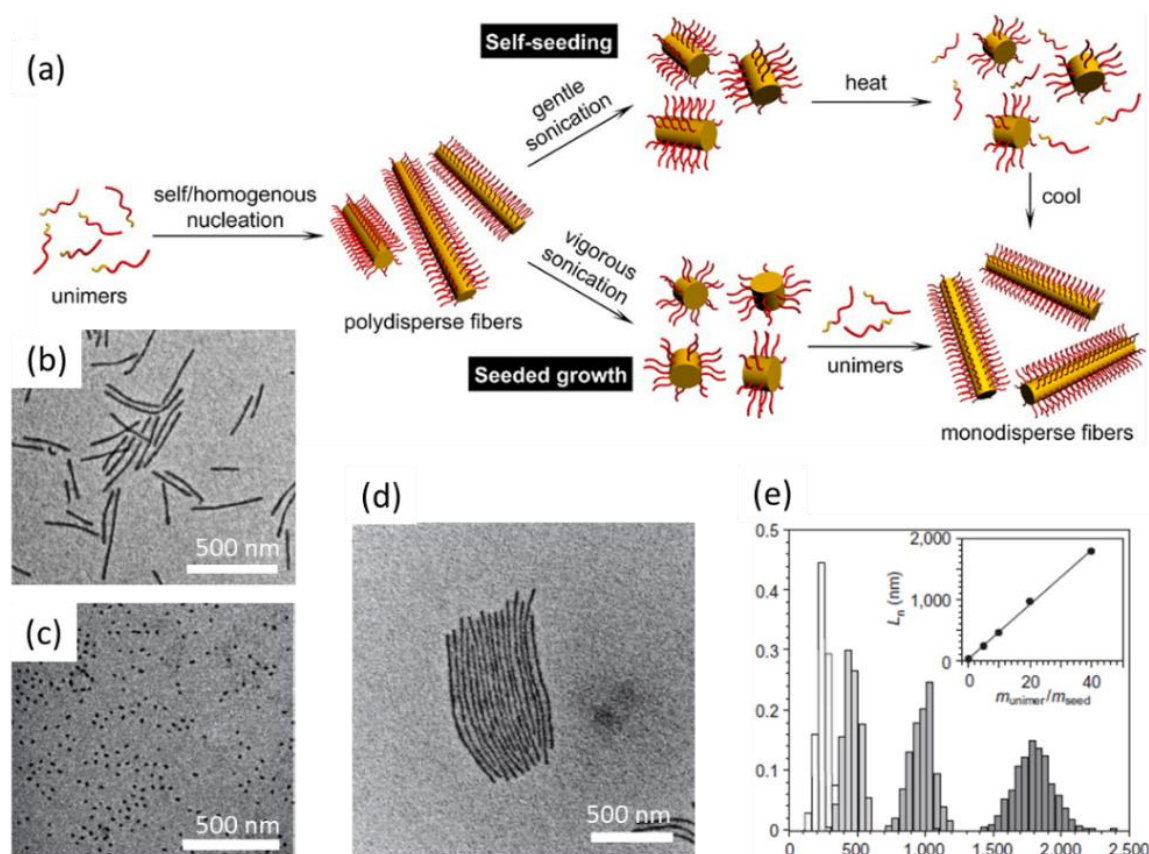 (a)
Self-seeding
gentle
sonication
heat
self/homogenous
nucleation
cool
unimers
vigorous
sonication
polydisperse fibers
Seeded growth
unimers
monodisperse fibers
(b)
500 nm
(c)
500 nm
(d)
500 nm
(e)
0.5
0.4
0.3
0.2
0.1
0
0
500
1,000
1,500
2,000
2,500
2,000
1,000
0
Ln (nm)
0
20
40
munimer/mseed